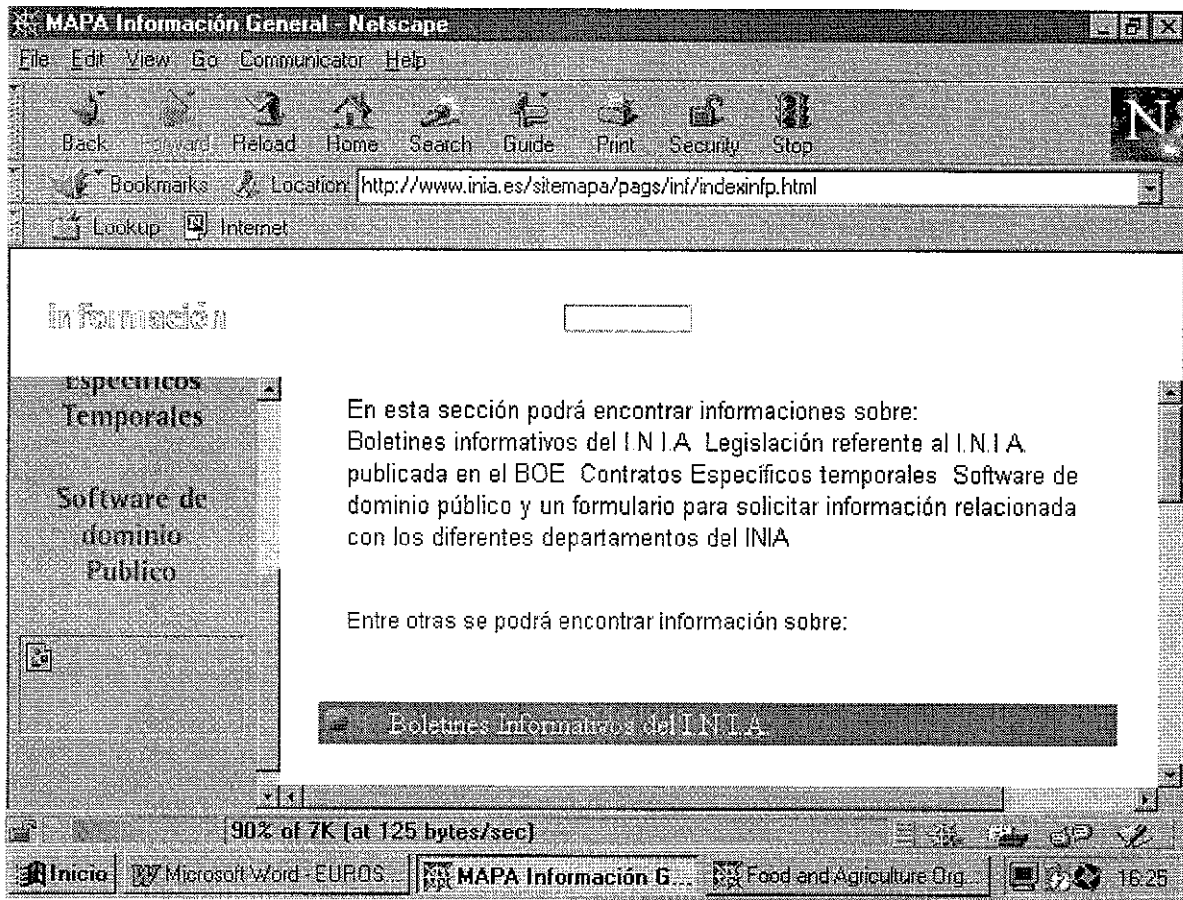 MAPA Información General - Netscape
File Edit View Go Communicator Help
Back Forward Reload Home Search Guide Print Security Stop
Bookmarks Location: http://www.inia.es/sitemapa/pags/inf/indexinfp.html
Lookup Internet
Información
Específicos
Temporales
Software de
dominio
Publico
En esta sección podrá encontrar informaciones sobre:
Boletines informativos del I.N.I.A Legislación referente al I.N.I.A.
publicada en el BOE Contratos Específicos temporales Software de
dominio público y un formulario para solicitar información relacionada
con los diferentes departamentos del INIA
Entre otras se podrá encontrar información sobre:
Boletines Informativos del I.N.I.A.
90% of 7K (at 125 bytes/sec)
Inicio Microsoft Word - EUROS... MAPA Información G... Food and Agriculture Org... 16:25